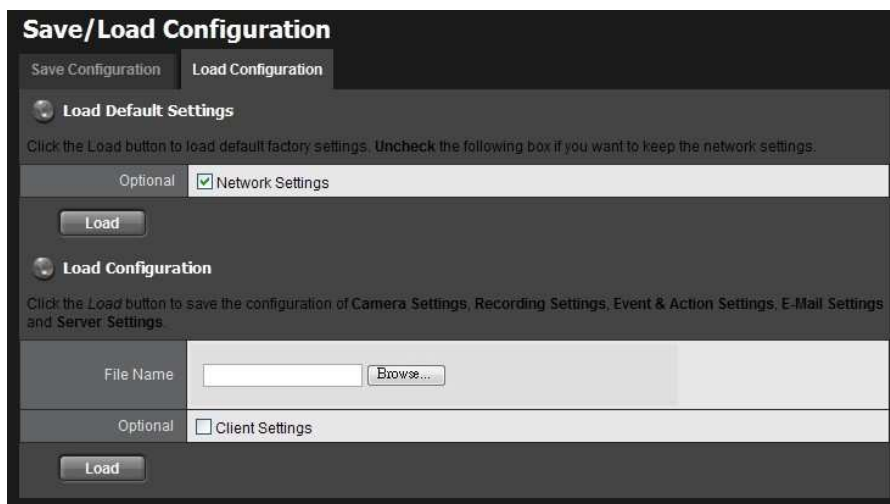 Save/Load Configuration
Save Configuration
Load Configuration
Load Default Settings
Click the Load button to load default factory settings. Uncheck the following box if you want to keep the network settings.
Optional
Network Settings
Load
Load Configuration
Click the Load button to save the configuration of Camera Settings, Recording Settings, Event & Action Settings, E-Mail Settings
and Server Settings.
File Name
Browse...
Optional
Client Settings
Load